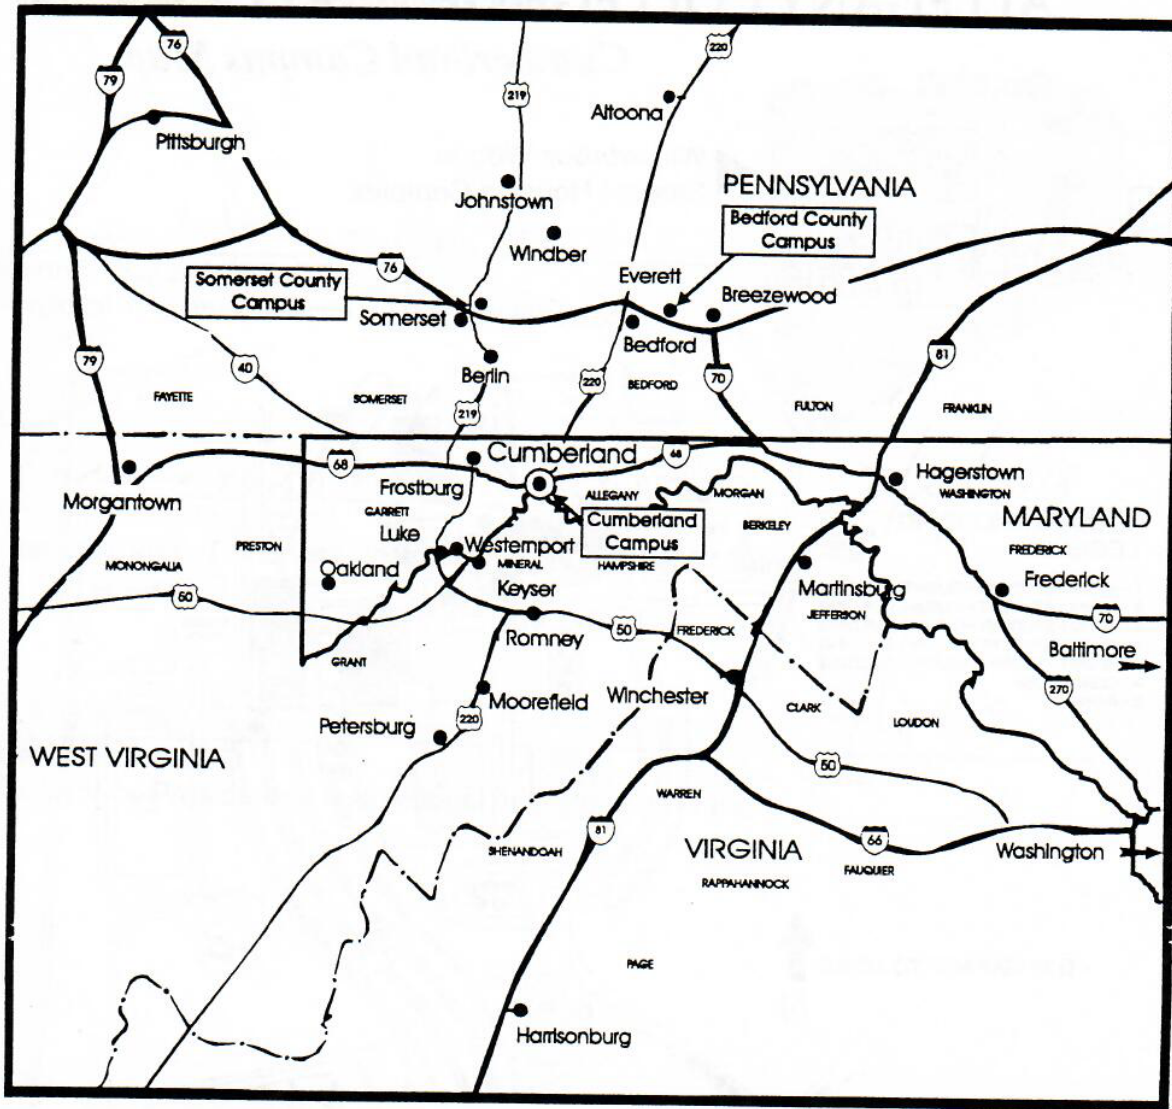 76
220
79
219
Altoona
Pittsburgh
PENNSYLVANIA
Johnstown
Bedford County
Campus
Windber
Everett
76
Somerset County
Campus
Breezewood
Somerset
Bedford
81
79
40
Berlin
220
BEDFORD
70
FAYETTE
SOMERSET
FULTON
FRANKLIN
219
Cumberland
68
68
Hagerstown
Morgantown
Frostburg
ALLEGANY
MORGAN
WASHINGTON
GARRETT
MARYLAND
Luke
Cumberland
Campus
BERKELEY
PRESTON
Westernport
FREDERICK
MONONGALIA
MINERAL
HAMPSHIRE
Oakland
Martinsburg
Frederick
50
Keyser
JEFFERSON
70
Romney
50
FREDERICK
Baltimore
GRANT
Moorefield
Winchester
270
Petersburg
220
CLARK
LOUDON
WEST VIRGINIA
50
WARREN
81
66
SHENANDOAH
VIRGINIA
Washington
RAPPAHANNOCK
FAUQUIER
PAGE
Harrisonburg